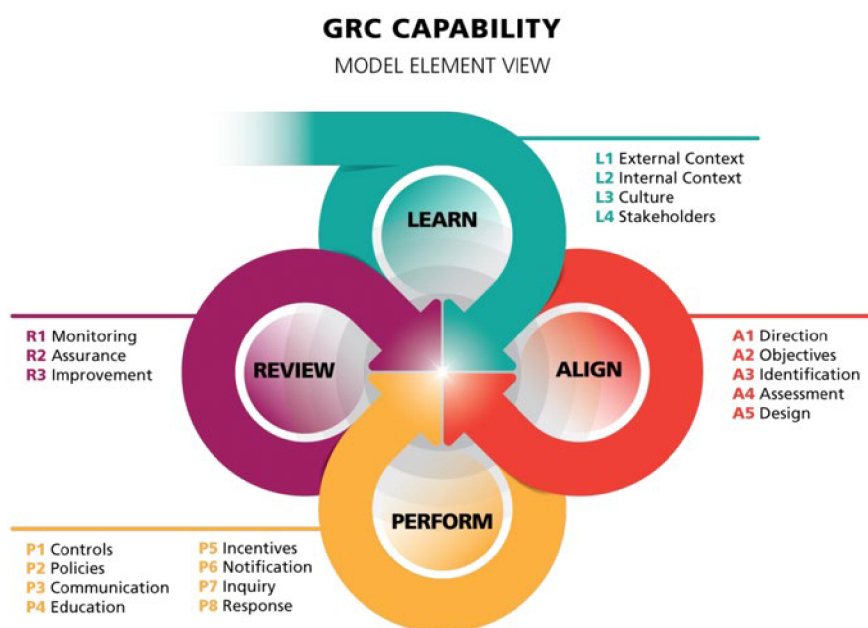 GRC CAPABILITY
MODEL ELEMENT VIEW
LEARN
L1 External Context
L2 Internal Context
L3 Culture
L4 Stakeholders
REVIEW
R1 Monitoring
R2 Assurance
R3 Improvement
ALIGN
A1 Direction
A2 Objectives
A3 Identification
A4 Assessment
A5 Design
PERFORM
P1 Controls
P2 Policies
P3 Communication
P4 Education
P5 Incentives
P6 Notification
P7 Inquiry
P8 Response